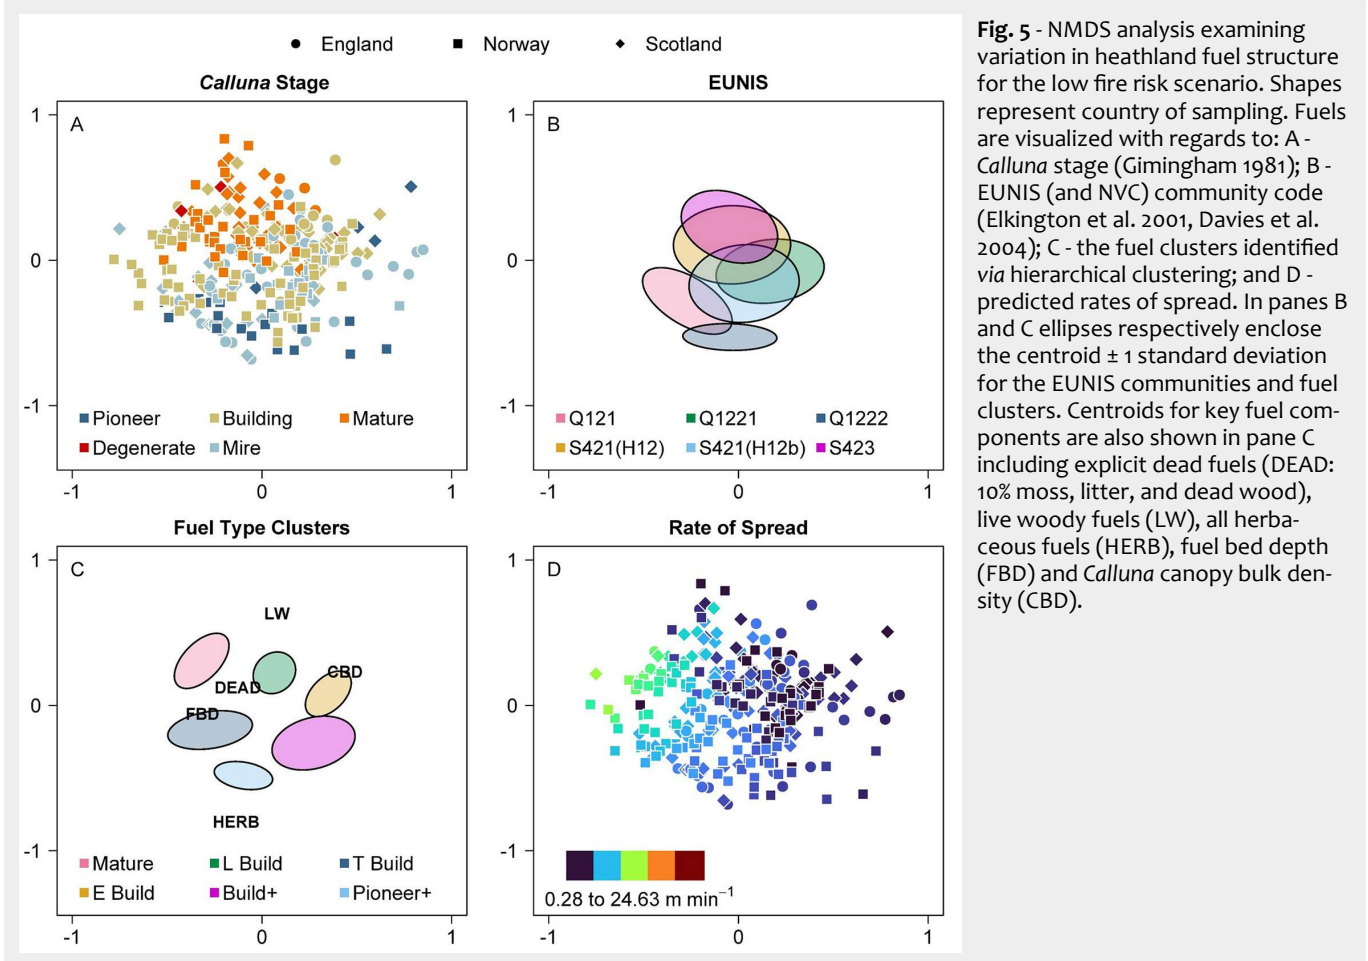 England Norway Scotland
Calluna Stage
A
1
0
-1
-1 0 1
Pioneer Building Mature
Degenerate Mire
EUNIS
B
1
0
-1
-1 0 1
Q121 Q1221 Q1222
S421(H12) S421(H12b) S423
Fuel Type Clusters
C
1
0
-1
-1 0 1
LW
CBD
DEAD
FBD
HERB
Mature L Build T Build
E Build Build+ Pioneer+
Rate of Spread
D
1
0
-1
-1 0 1
0.28 to 24.63 m min⁻¹
Fig. 5 - NMDS analysis examining
variation in heathland fuel structure
for the low fire risk scenario. Shapes
represent country of sampling. Fuels
are visualized with regards to: A -
Calluna stage (Gimingham 1981); B -
EUNIS (and NVC) community code
(Elkington et al. 2001, Davies et al.
2004); C - the fuel clusters identified
via hierarchical clustering; and D -
predicted rates of spread. In panes B
and C ellipses respectively enclose
the centroid ± 1 standard deviation
for the EUNIS communities and fuel
clusters. Centroids for key fuel com-
ponents are also shown in pane C
including explicit dead fuels (DEAD:
10% moss, litter, and dead wood),
live woody fuels (LW), all herba-
ceous fuels (HERB), fuel bed depth
(FBD) and Calluna canopy bulk den-
sity (CBD).